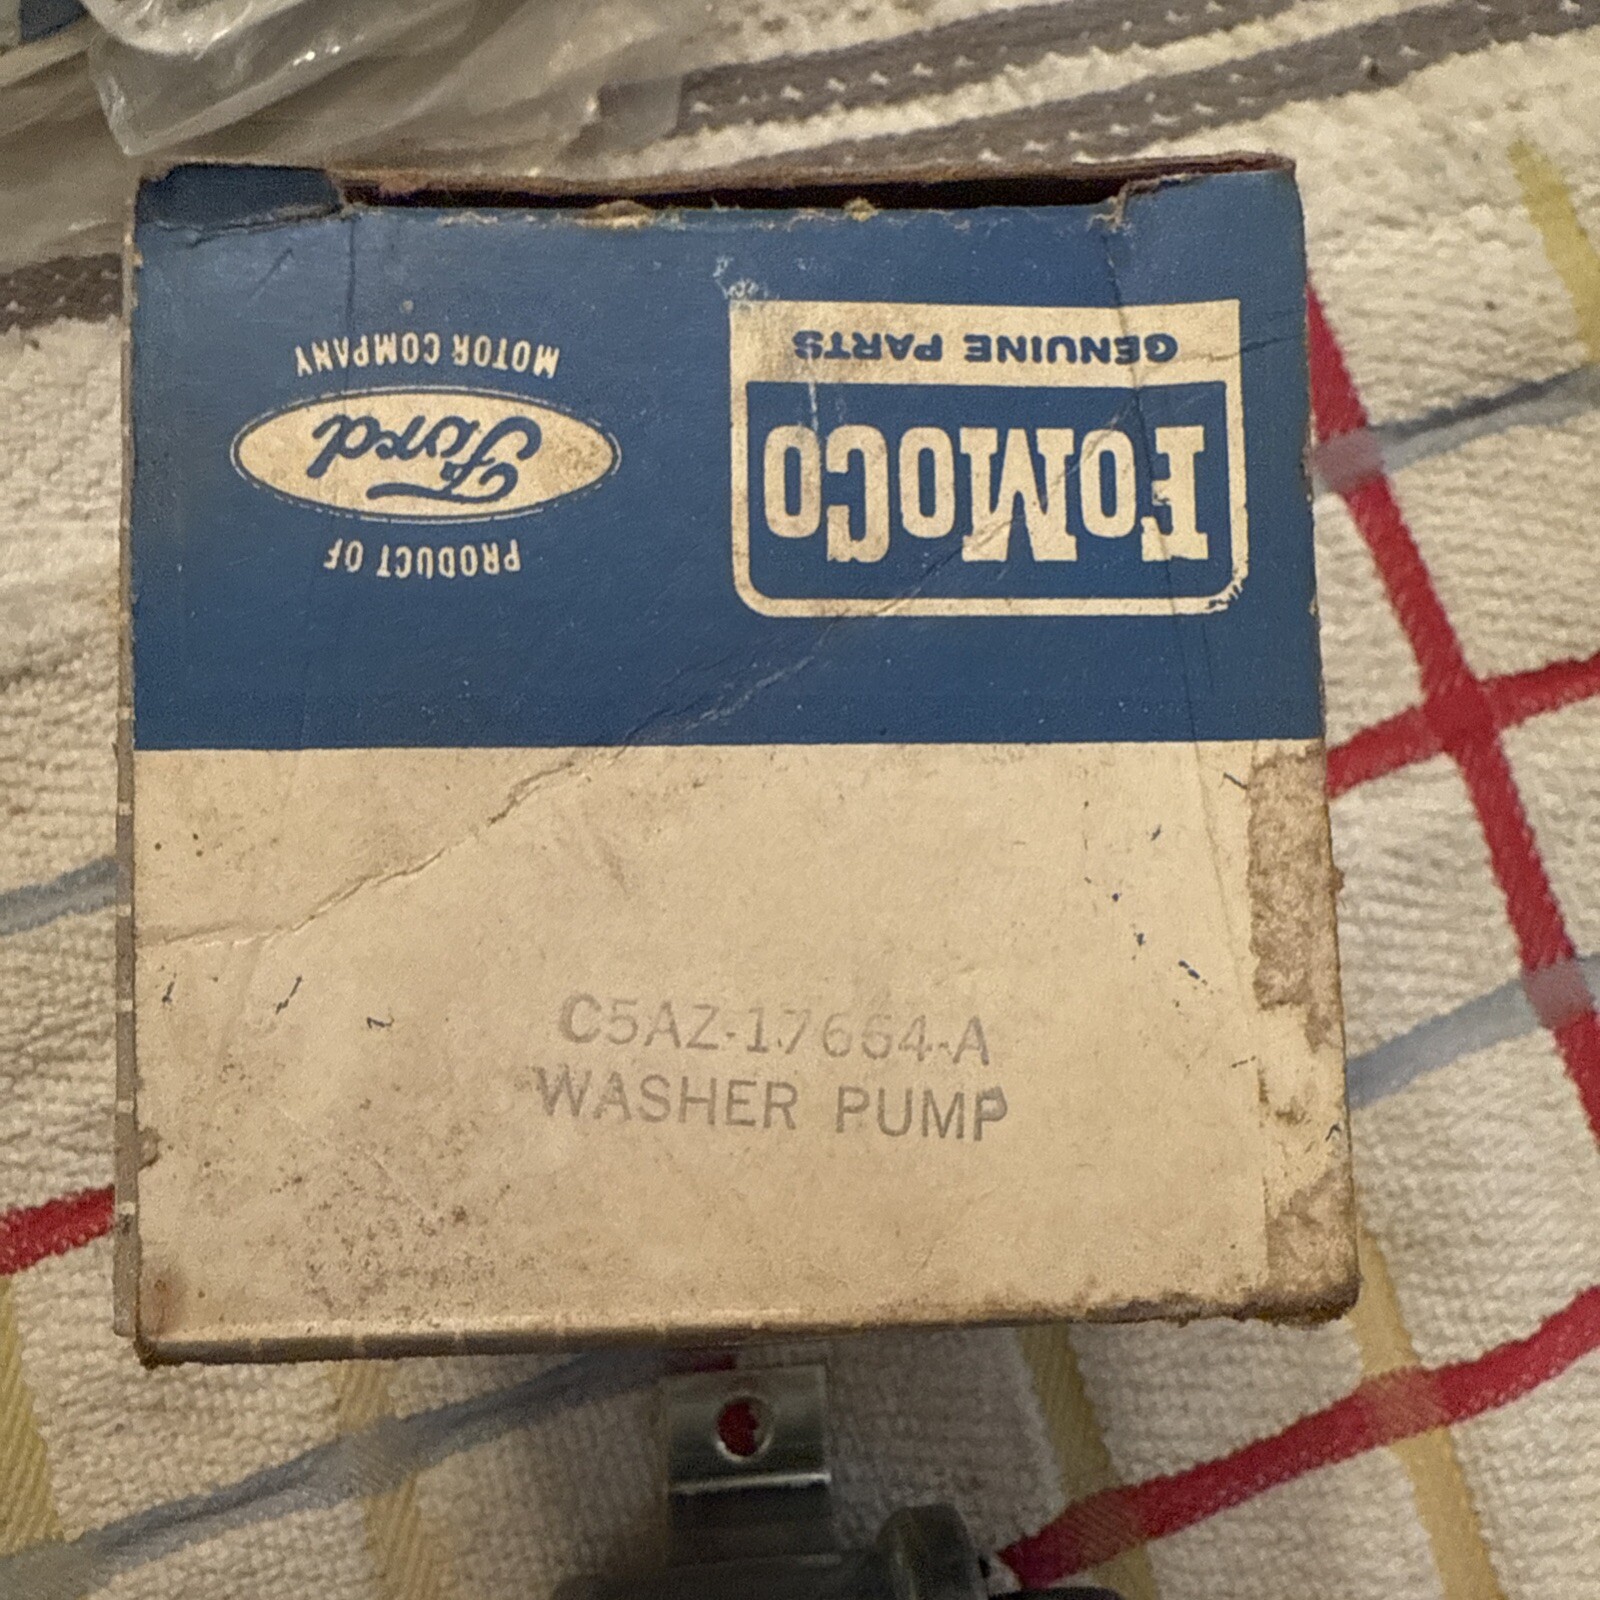 FoMoCo
GENUINE PARTS
PRODUCT OF
Ford
MOTOR COMPANY
C5AZ-17664-A
WASHER PUMP